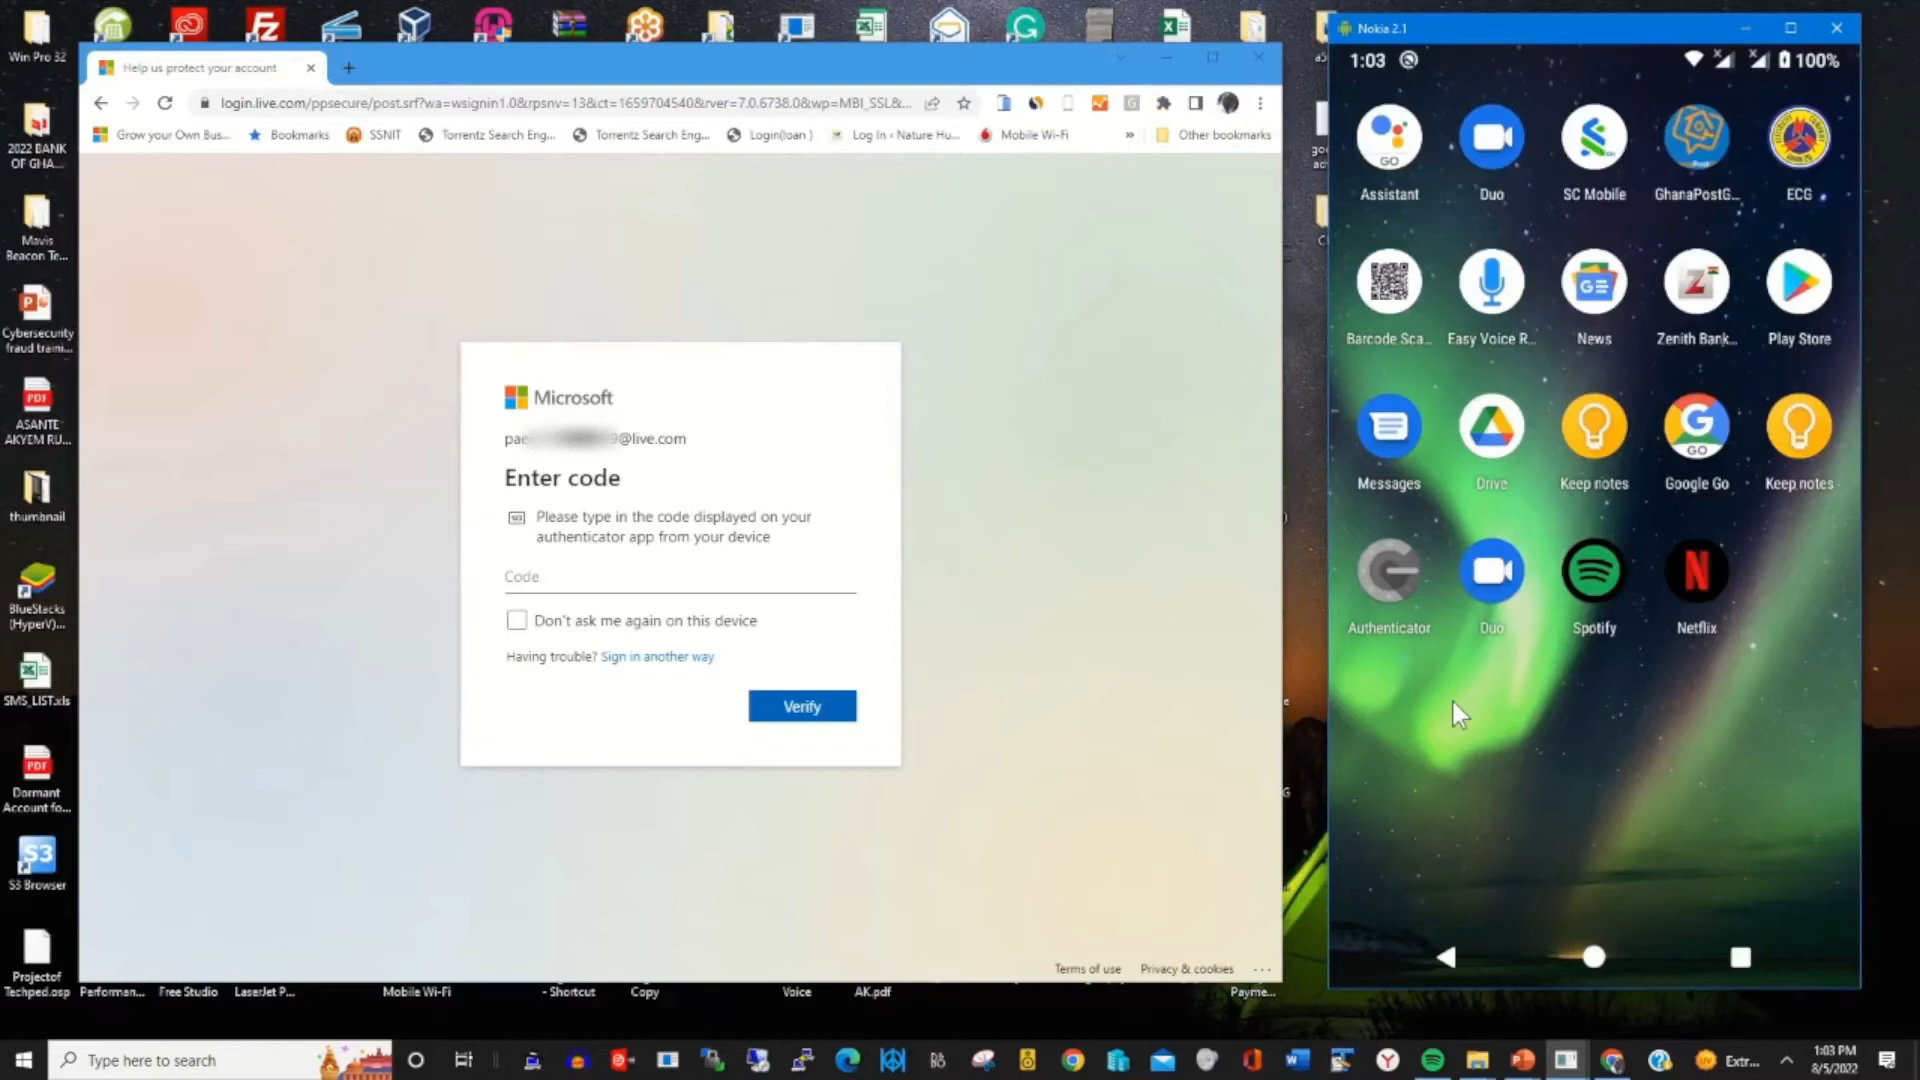 Win Pro 32
2022 BANK
OF GHA...
Mavis
Beacon Te...
Cybersecurity
fraud traini...
ASANTE
AKYEM RU...
thumbnail
BlueStacks
(HyperV)...
SMS_LIST.xls
Dormant
Account fo...
S3
S3 Browser
Projectof
Techped.osp
Performan...
Free Studio
LaserJet P...
Mobile Wi-Fi
- Shortcut
Copy
Voice
AK.pdf
Payme...
Help us protect your account
login.live.com/ppsecure/post.srf?wa=wsignin1.0&rpsnv=13&ct=1659704540&rver=7.0.6738.0&wp=MBI_SSL&...
Grow your Own Bus...
Bookmarks
SSNIT
Torrentz Search Eng...
Torrentz Search Eng...
Login(loan )
Log In ‹ Nature Hu...
Mobile Wi-Fi
»
Other bookmarks
Microsoft
pae 9@live.com
Enter code
Please type in the code displayed on your
authenticator app from your device
Code
Don't ask me again on this device
Having trouble? Sign in another way
Verify
Terms of use
Privacy & cookies
...
Nokia 2.1
1:03
100%
GO
Assistant
Duo
SC Mobile
GhanaPostG...
ECG
Barcode Sca...
Easy Voice R...
News
Zenith Bank...
Play Store
Messages
Drive
Keep notes
GO
Google Go
Keep notes
Authenticator
Duo
Spotify
Netflix
Type here to search
Extr...
1:03 PM
8/5/2022